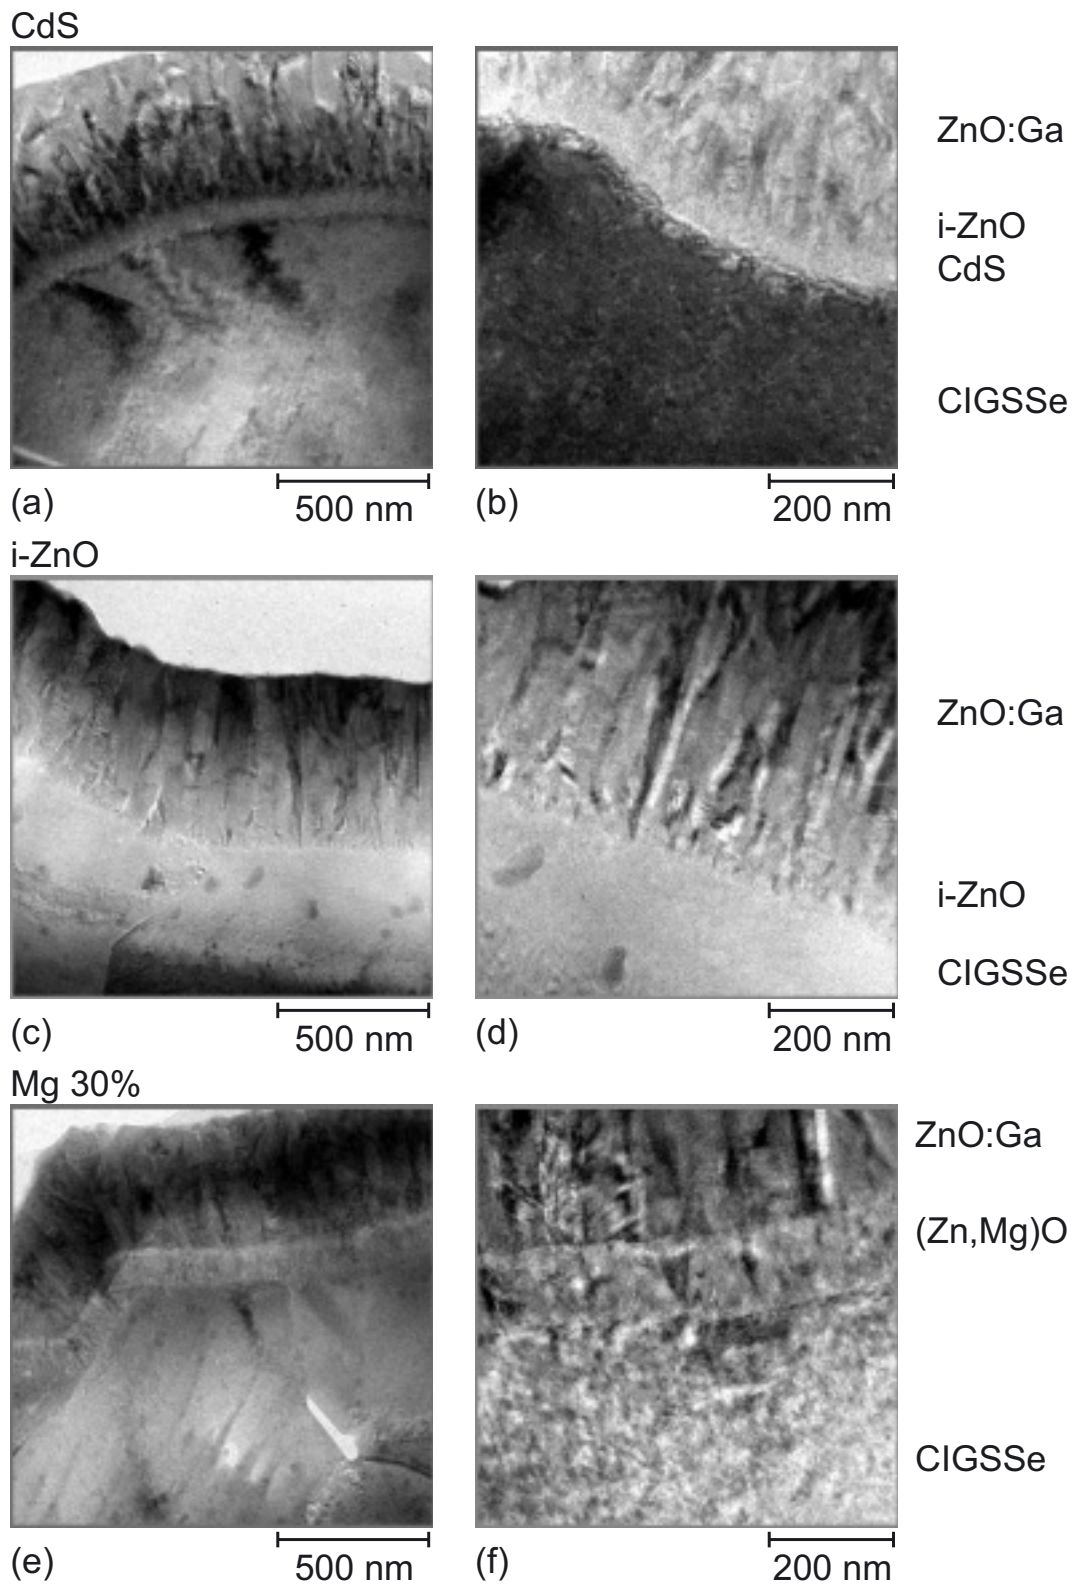 CdS
ZnO:Ga
i-ZnO
CdS
CIGSSe
500 nm
200 nm
(a)
(b)
i-ZnO
ZnO:Ga
i-ZnO
CIGSSe
500 nm
200 nm
(c)
(d)
Mg 30%
ZnO:Ga
(Zn,Mg)O
CIGSSe
500 nm
200 nm
(e)
(f)